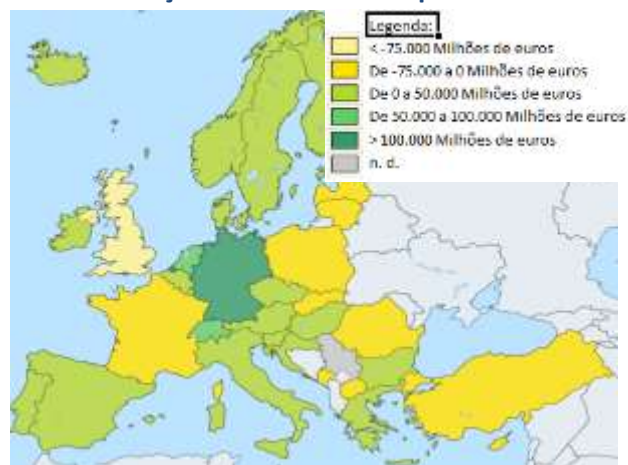 Legenda:
< -75.000 Milhões de euros
De -75.000 a 0 Milhões de euros
De 0 a 50.000 Milhões de euros
De 50.000 a 100.000 Milhões de euros
> 100.000 Milhões de euros
n. d.